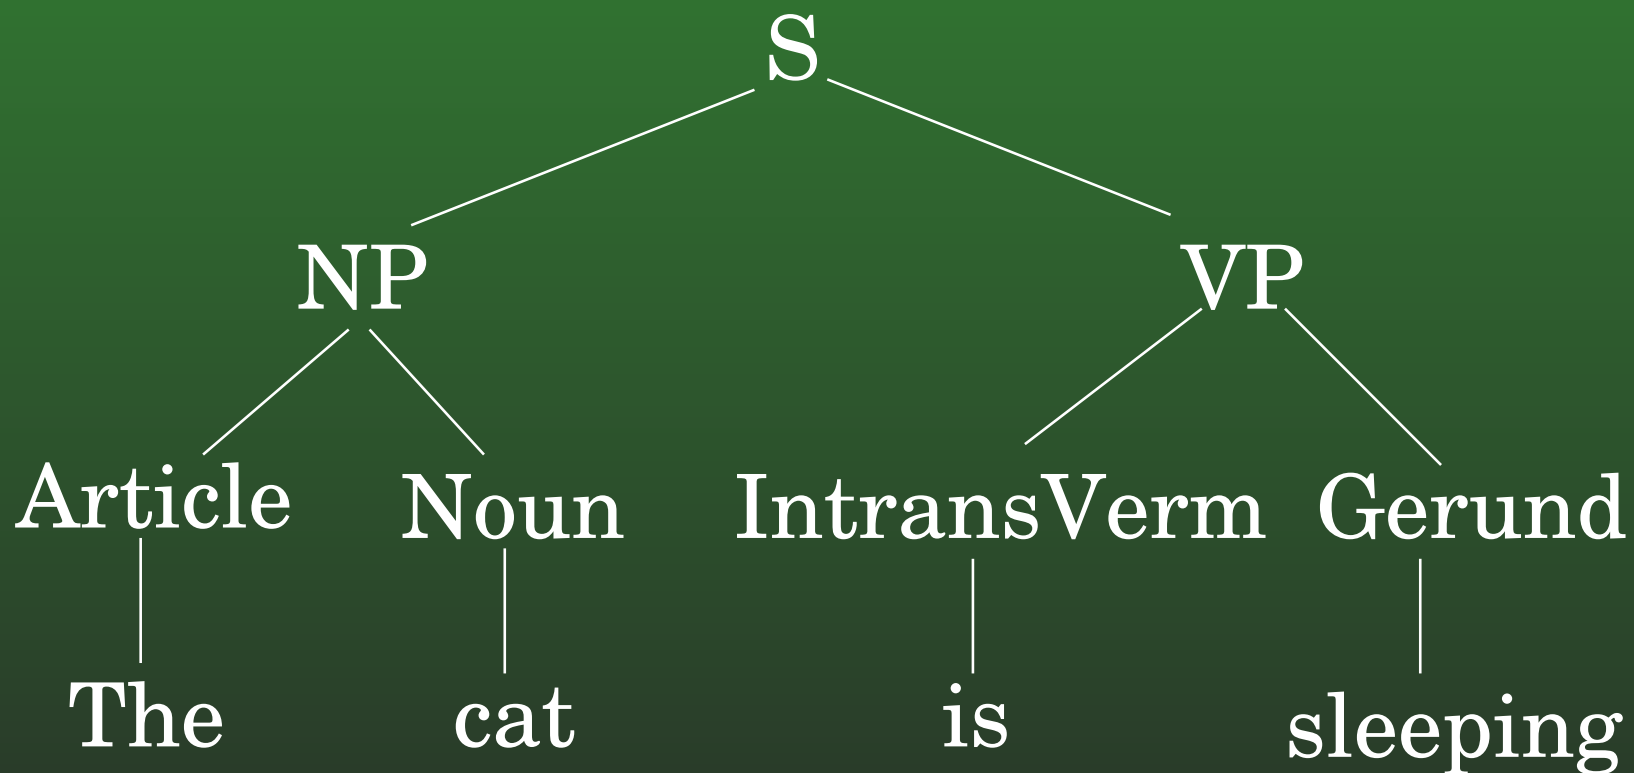 S
NP VP
Article Noun IntransVerm Gerund
The cat is sleeping